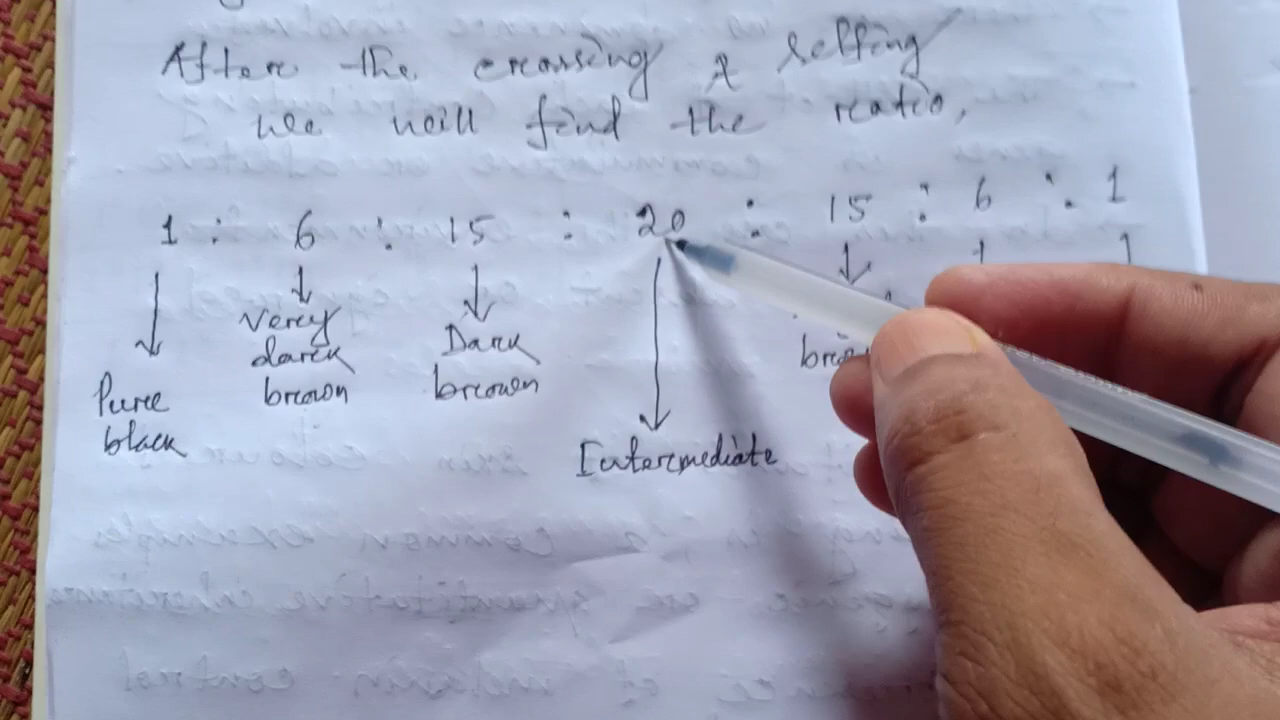 After the crossing & selfing
we will find the ratio,
1 : 6 : 15 : 20 : 15 : 6 : 1
Pure black
Very dark brown
Dark brown
Intermediate